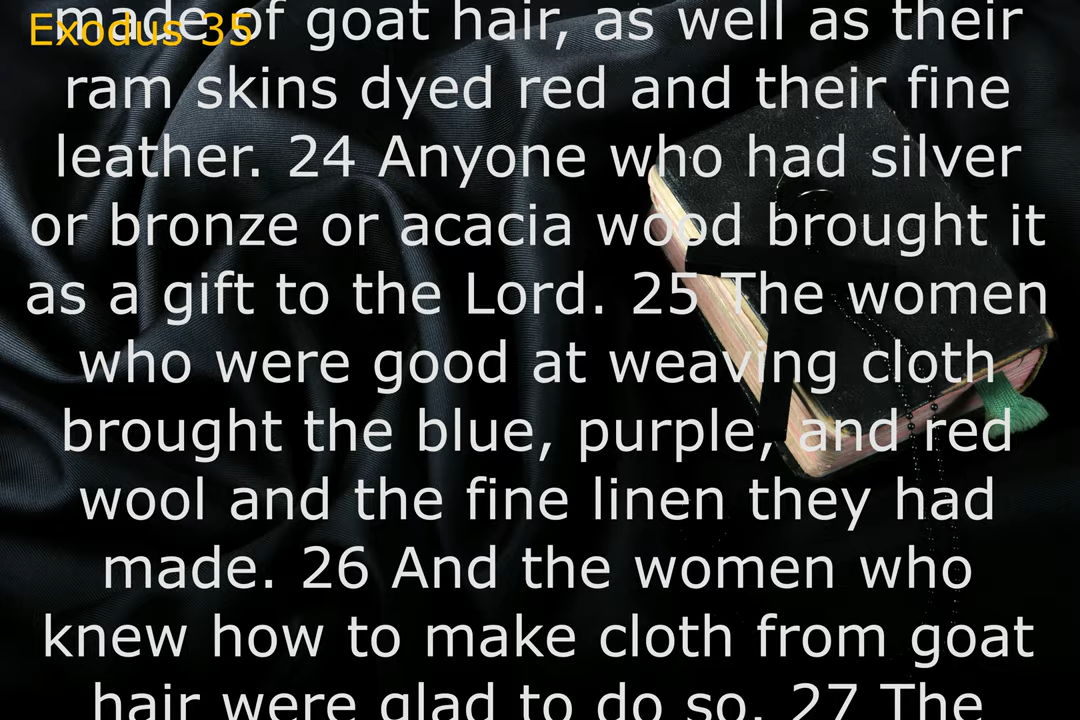 Exodus 35
made of goat hair, as well as their
ram skins dyed red and their fine
leather. 24 Anyone who had silver
or bronze or acacia wood brought it
as a gift to the Lord. 25 The women
who were good at weaving cloth
brought the blue, purple, and red
wool and the fine linen they had
made. 26 And the women who
knew how to make cloth from goat
hair were glad to do so. 27 The